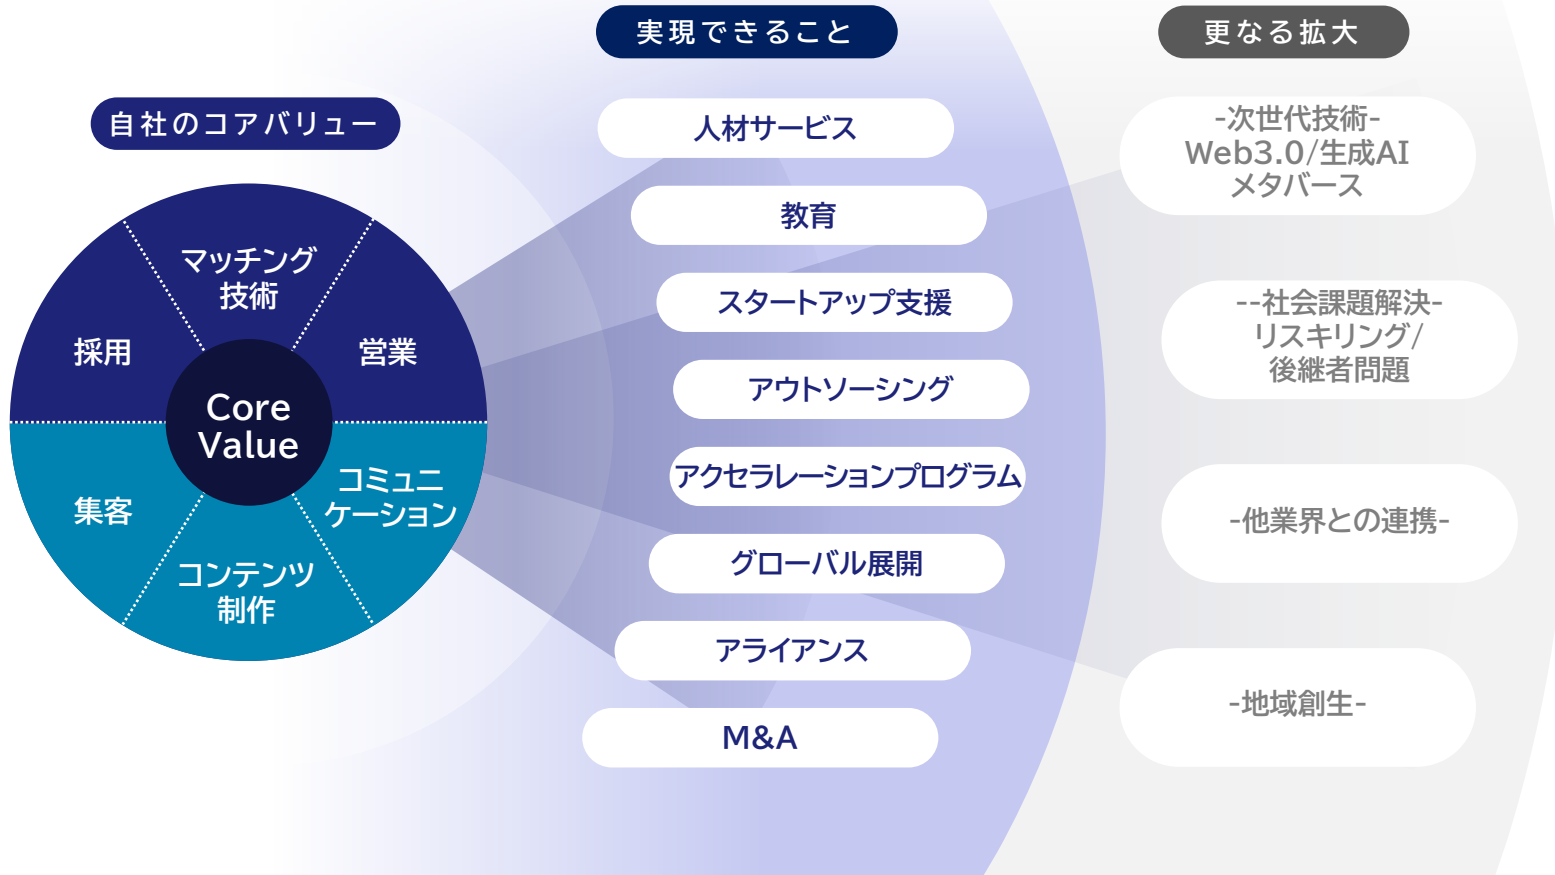 自社のコアバリュー
マッチング
技術
採用
営業
Core
Value
集客
コミュニ
ケーション
コンテンツ
制作
実現できること
人材サービス
教育
スタートアップ支援
アウトソーシング
アクセラレーションプログラム
グローバル展開
アライアンス
M&A
更なる拡大
-次世代技術-
Web3.0/生成AI
メタバース
--社会課題解決-
リスキリング/
後継者問題
-他業界との連携-
-地域創生-